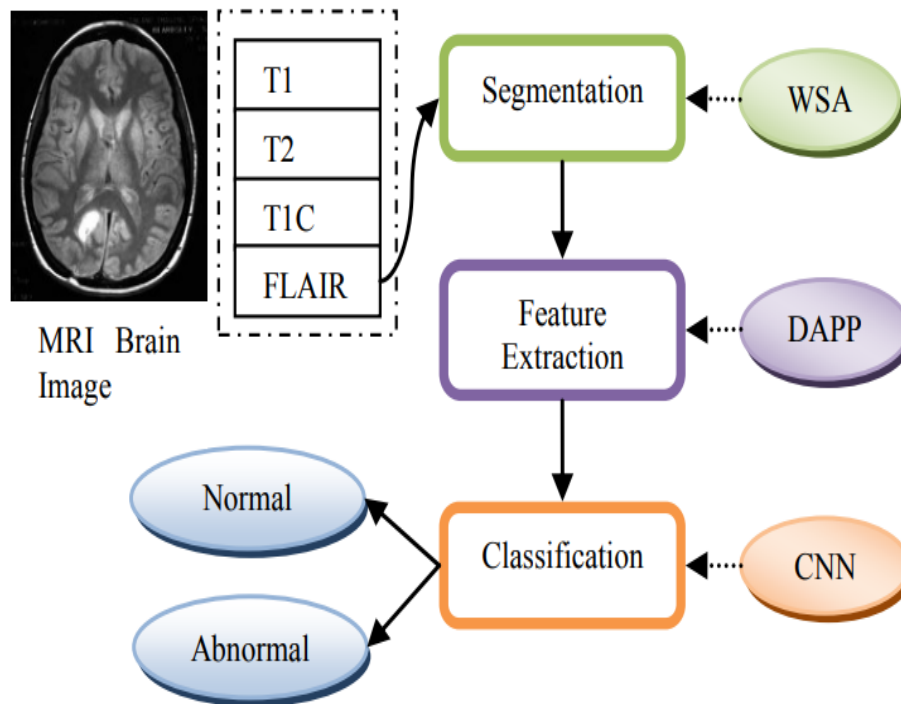 T1
T2
T1C
FLAIR
MRI Brain
Image
Segmentation
WSA
Feature
Extraction
DAPP
Classification
CNN
Normal
Abnormal